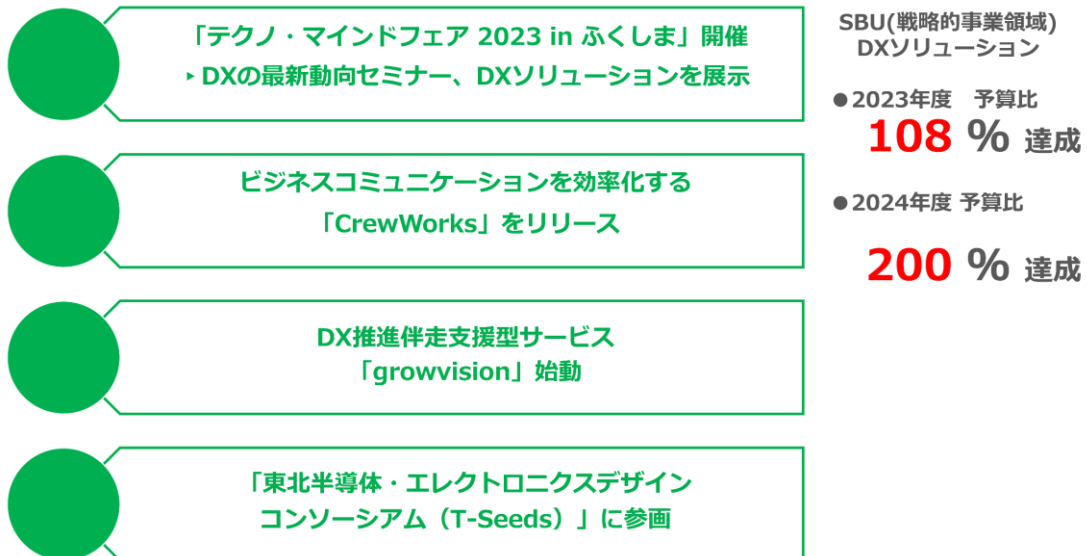 「テクノ・マインドフェア 2023 in ふくしま」開催
▸DXの最新動向セミナー、DXソリューションを展示
ビジネスコミュニケーションを効率化する
「CrewWorks」をリリース
DX推進伴走支援型サービス
「growvision」始動
「東北半導体・エレクトロニクスデザイン
コンソーシアム（T-Seeds）」に参画
SBU(戦略的事業領域)
DXソリューション
●2023年度　予算比
108 % 達成
●2024年度 予算比
200 % 達成